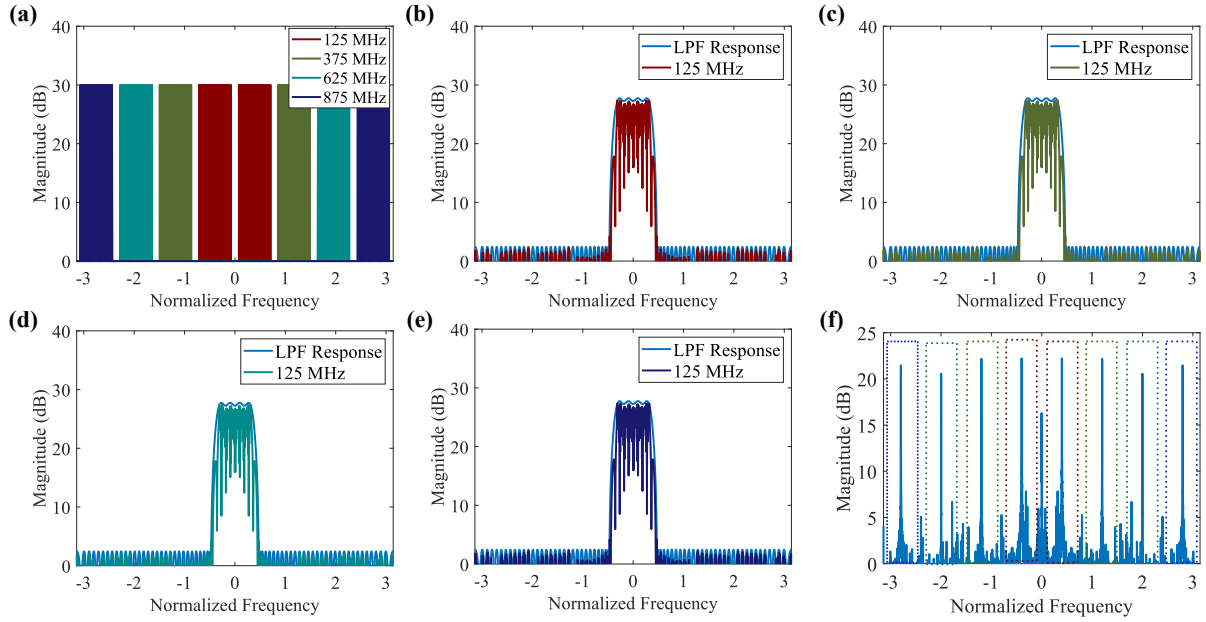 (a)
40
30
20
10
0
Magnitude (dB)
-3 -2 -1 0 1 2 3
Normalized Frequency
125 MHz
375 MHz
625 MHz
875 MHz
(b)
40
30
20
10
0
Magnitude (dB)
-3 -2 -1 0 1 2 3
Normalized Frequency
LPF Response
125 MHz
(c)
40
30
20
10
0
Magnitude (dB)
-3 -2 -1 0 1 2 3
Normalized Frequency
LPF Response
125 MHz
(d)
40
30
20
10
0
Magnitude (dB)
-3 -2 -1 0 1 2 3
Normalized Frequency
LPF Response
125 MHz
(e)
40
30
20
10
0
Magnitude (dB)
-3 -2 -1 0 1 2 3
Normalized Frequency
LPF Response
125 MHz
(f)
25
20
15
10
5
0
Magnitude (dB)
-3 -2 -1 0 1 2 3
Normalized Frequency